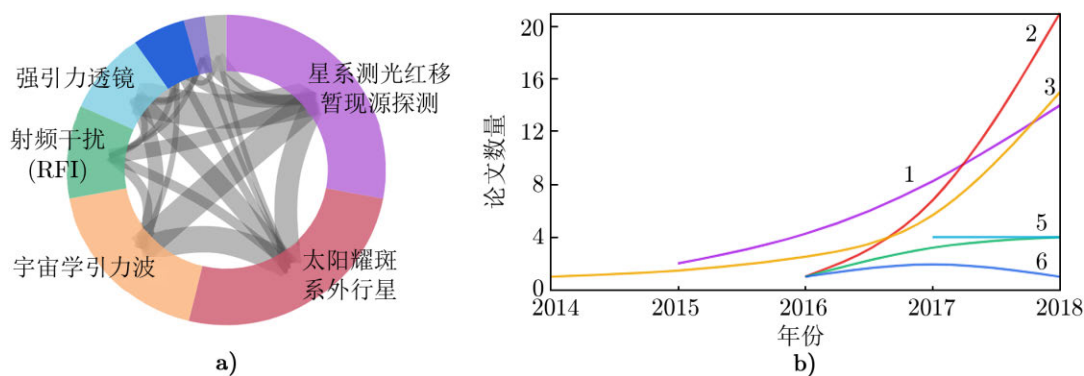 强引力透镜
射频干扰
(RFI)
宇宙学引力波
星系测光红移
暂现源探测
太阳耀斑
系外行星
a)
论文数量
20
16
12
8
4
0
2014
2015
2016
2017
2018
年份
1
2
3
5
6
b)